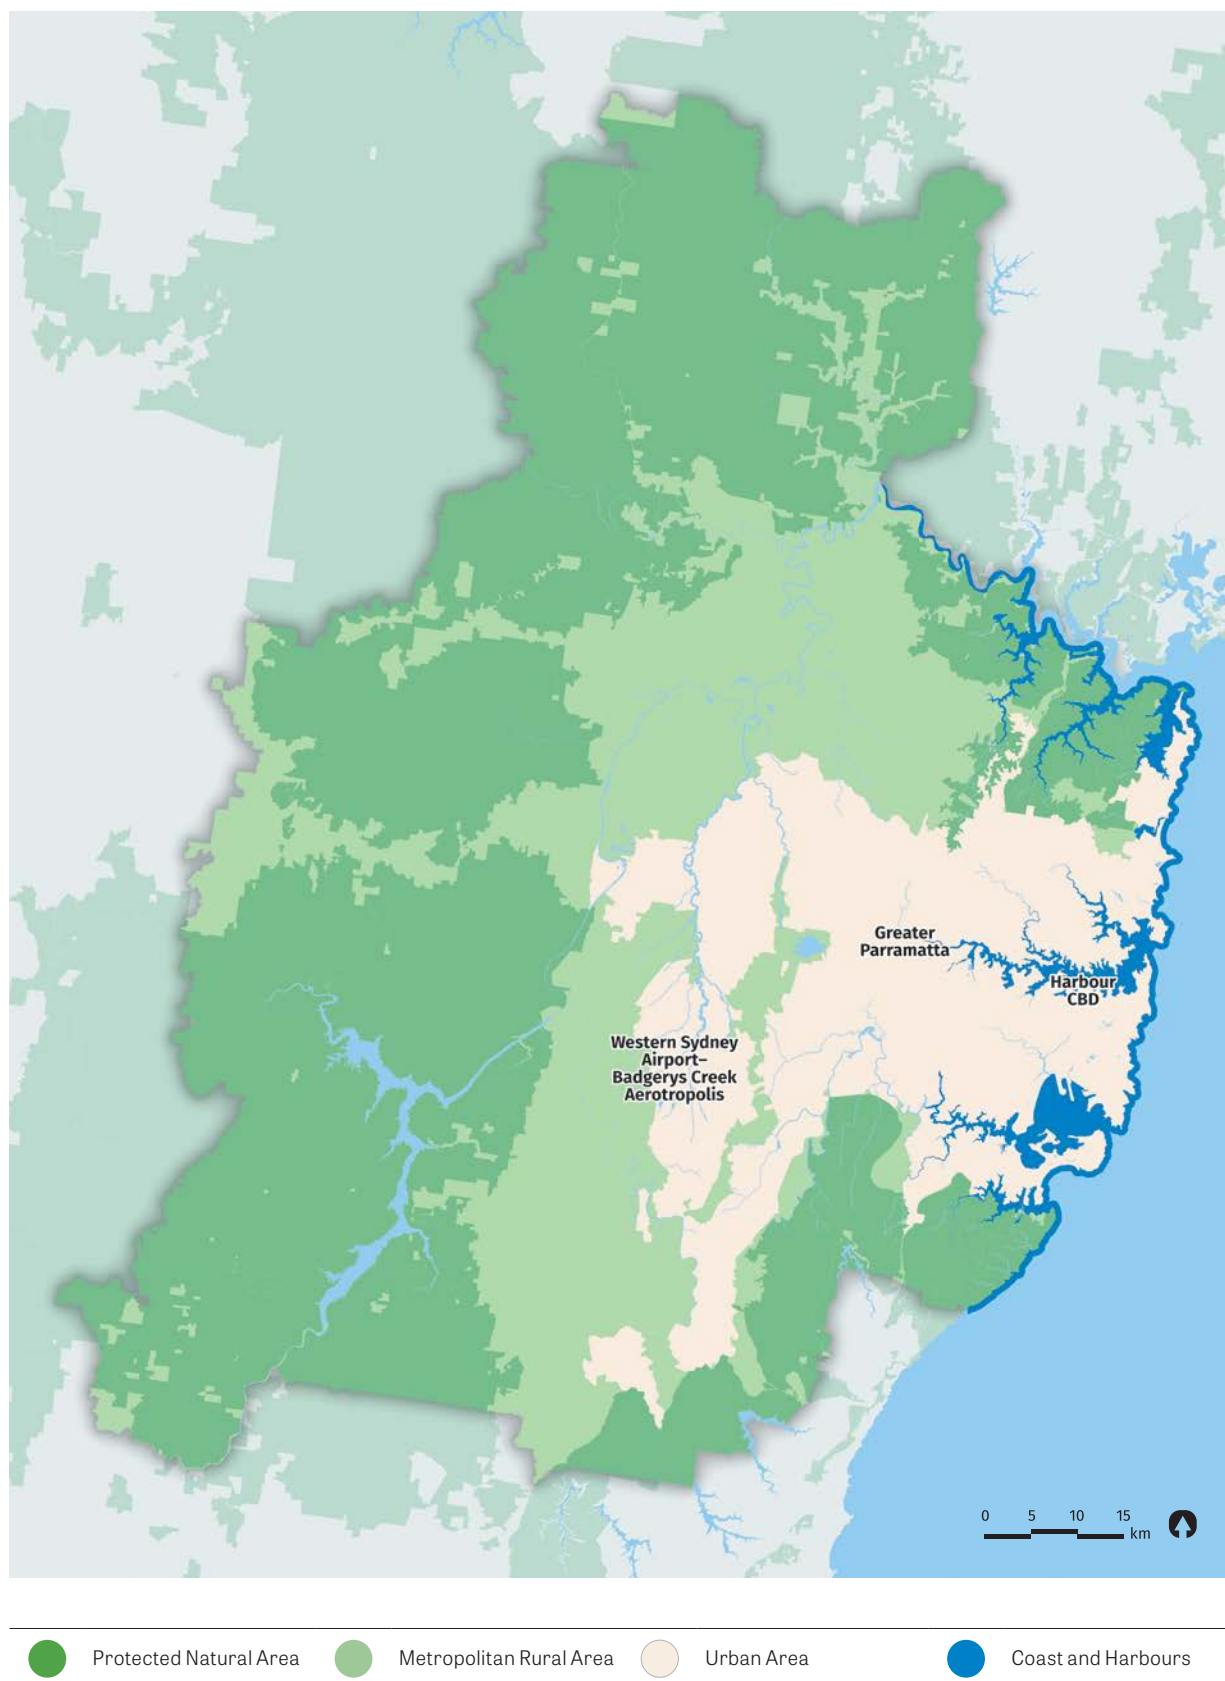 Greater
Parramatta
Harbour
CBD
Western Sydney
Airport–
Badgerys Creek
Aerotropolis
0 5 10 15
km
Protected Natural Area
Metropolitan Rural Area
Urban Area
Coast and Harbours